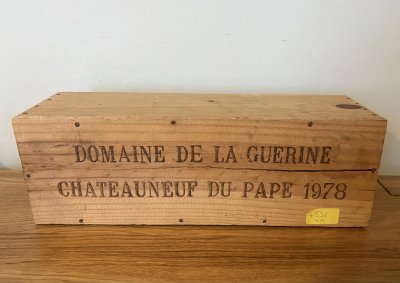 DOMAINE DE LA GUERINE
CHATEAUNEUF DU PAPE 1978